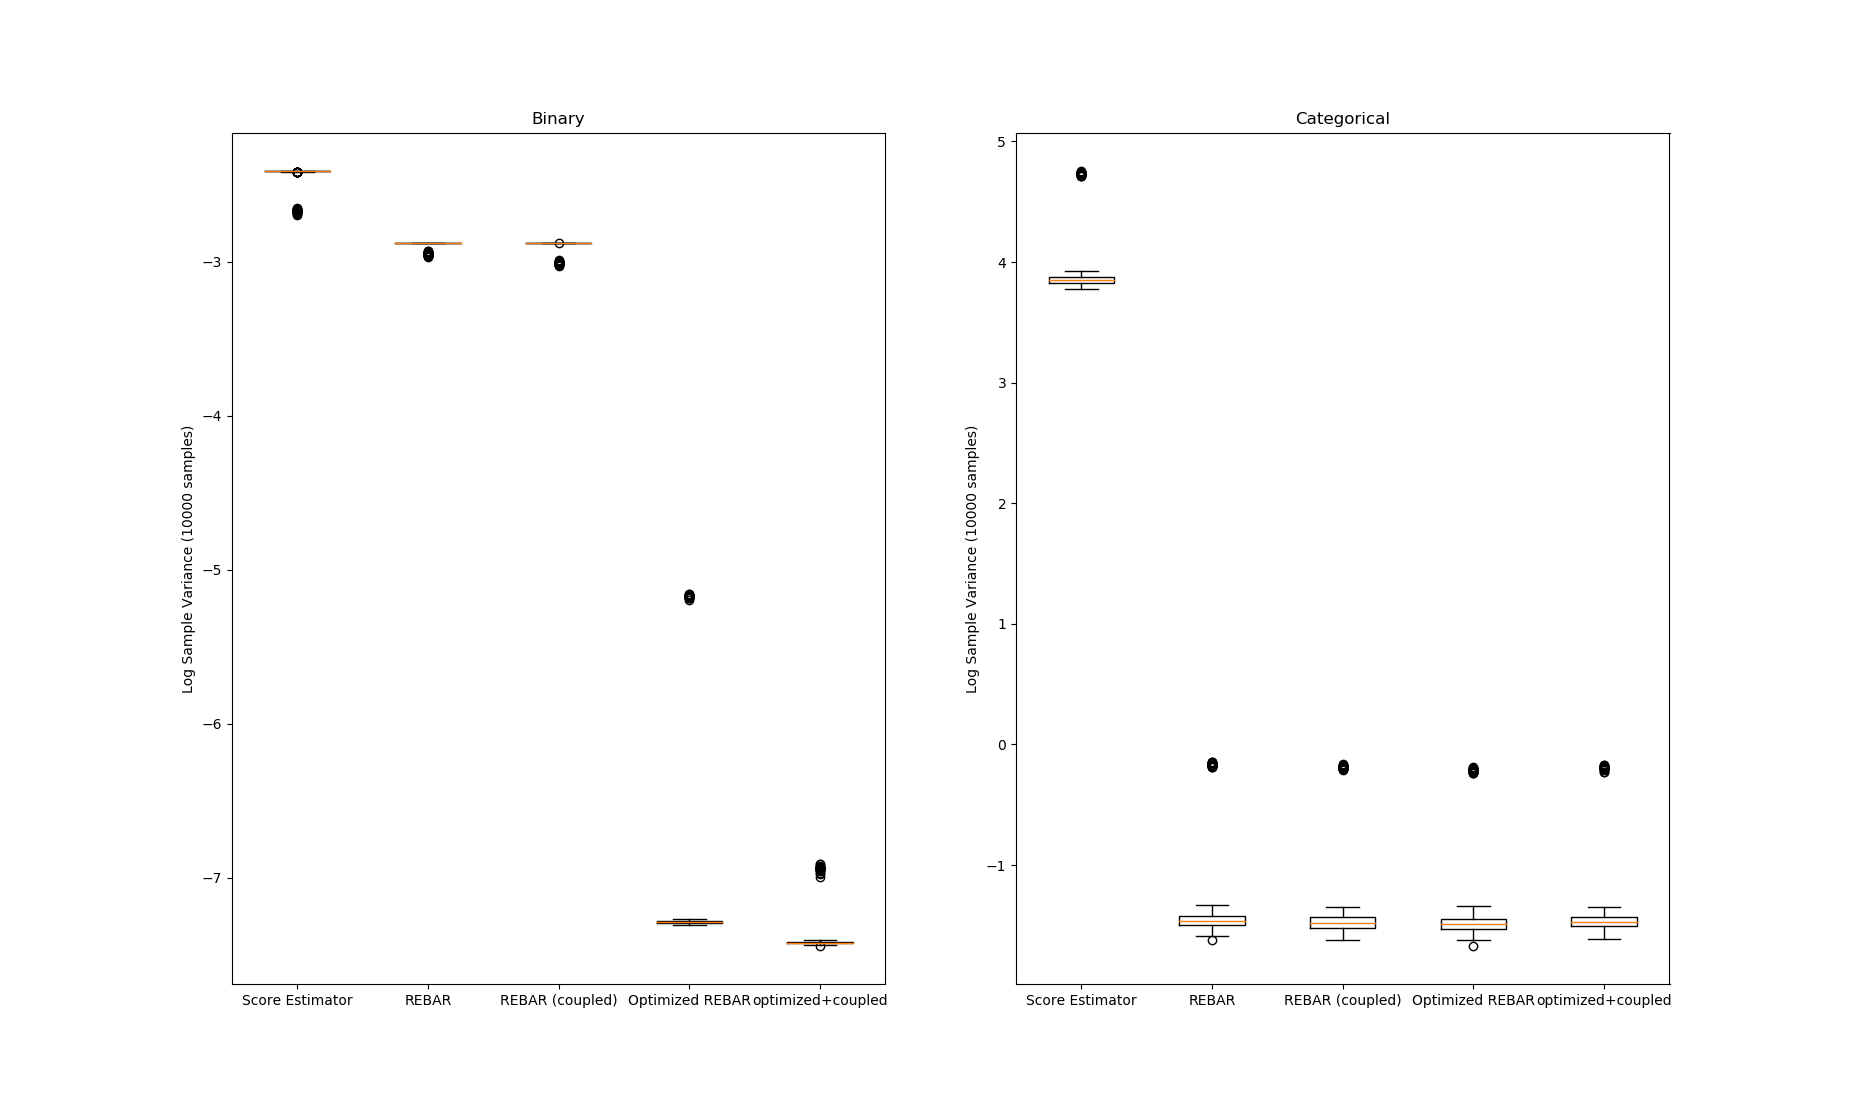 Binary
Log Sample Variance (10000 samples)
−3
−4
−5
−6
−7
Score Estimator
REBAR
REBAR (coupled)
Optimized REBAR
optimized+coupled
Categorical
Log Sample Variance (10000 samples)
5
4
3
2
1
0
−1
Score Estimator
REBAR
REBAR (coupled)
Optimized REBAR
optimized+coupled